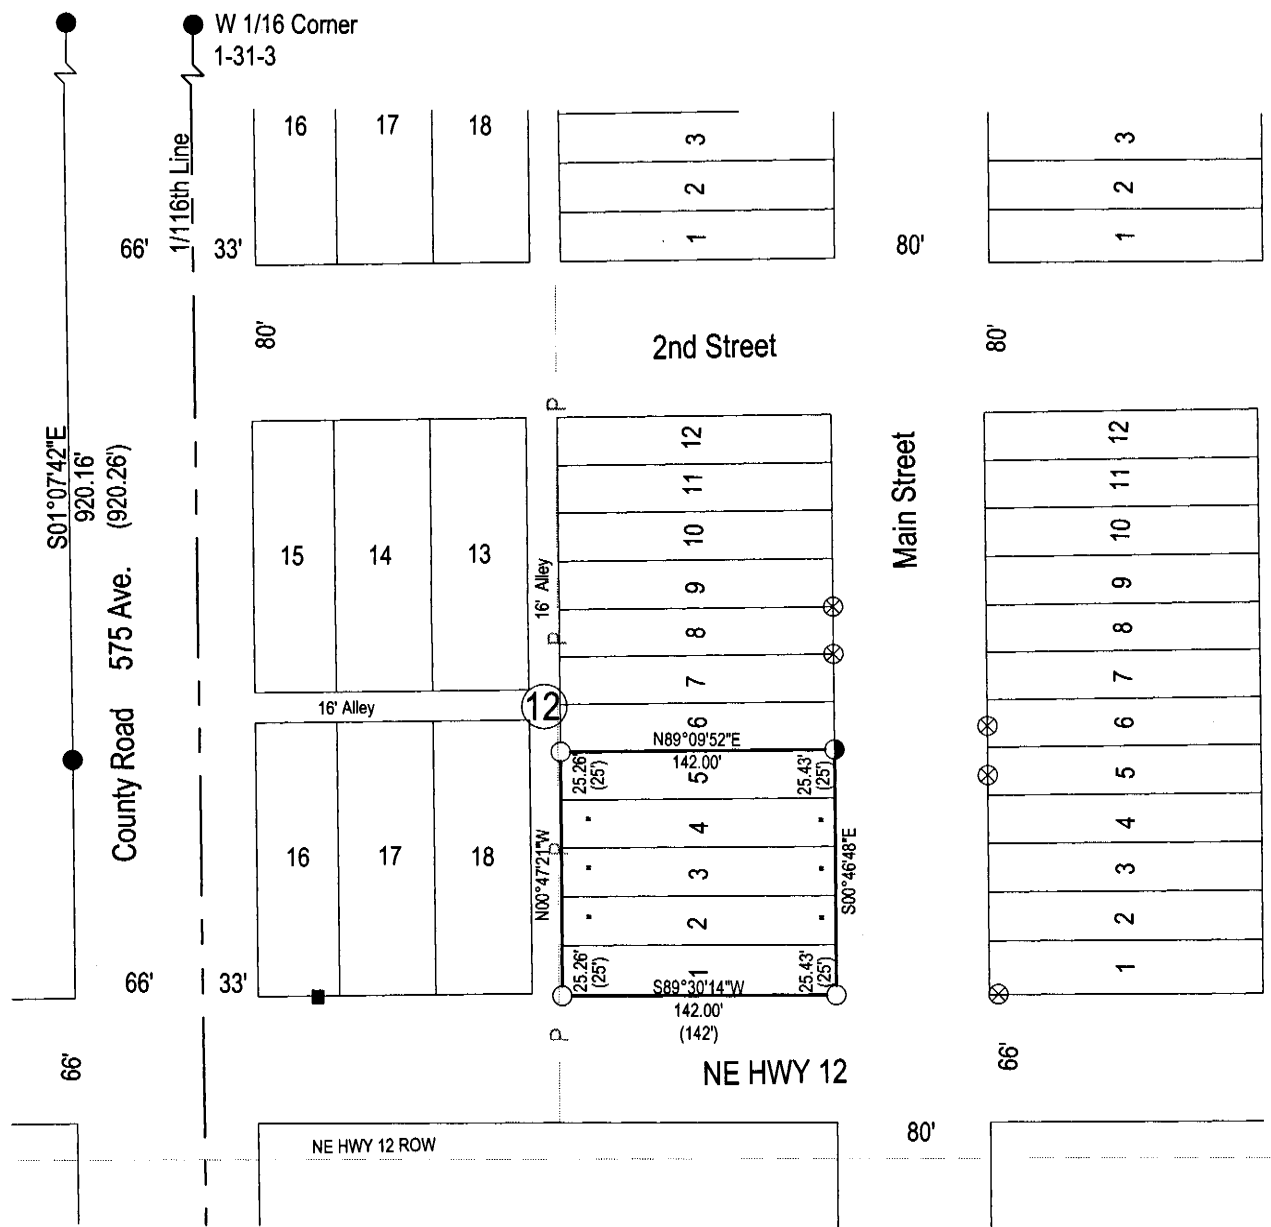 W 1/16 Corner
1-31-3
1/116th Line
16 17 18
3
2
1
3
2
1
66' 33' 80'
80'
2nd Street
80'
S01°07'42"E
920.16'
(920.26')
County Road 575 Ave.
P
15 14 13
16' Alley
P
12
11
10
9
8
7
6
Main Street
12
11
10
9
8
7
6
5
4
3
2
1
16' Alley
12
N89°09'52"E
142.00'
25.26'
(25')
25.43'
(25')
5
4
3
2
1
16 17 18
N00°47'21"W
P
S00°46'48"E
25.26'
(25')
25.43'
(25')
S89°30'14"W
142.00'
(142')
66' 33'
P
66'
NE HWY 12
66'
80'
NE HWY 12 ROW